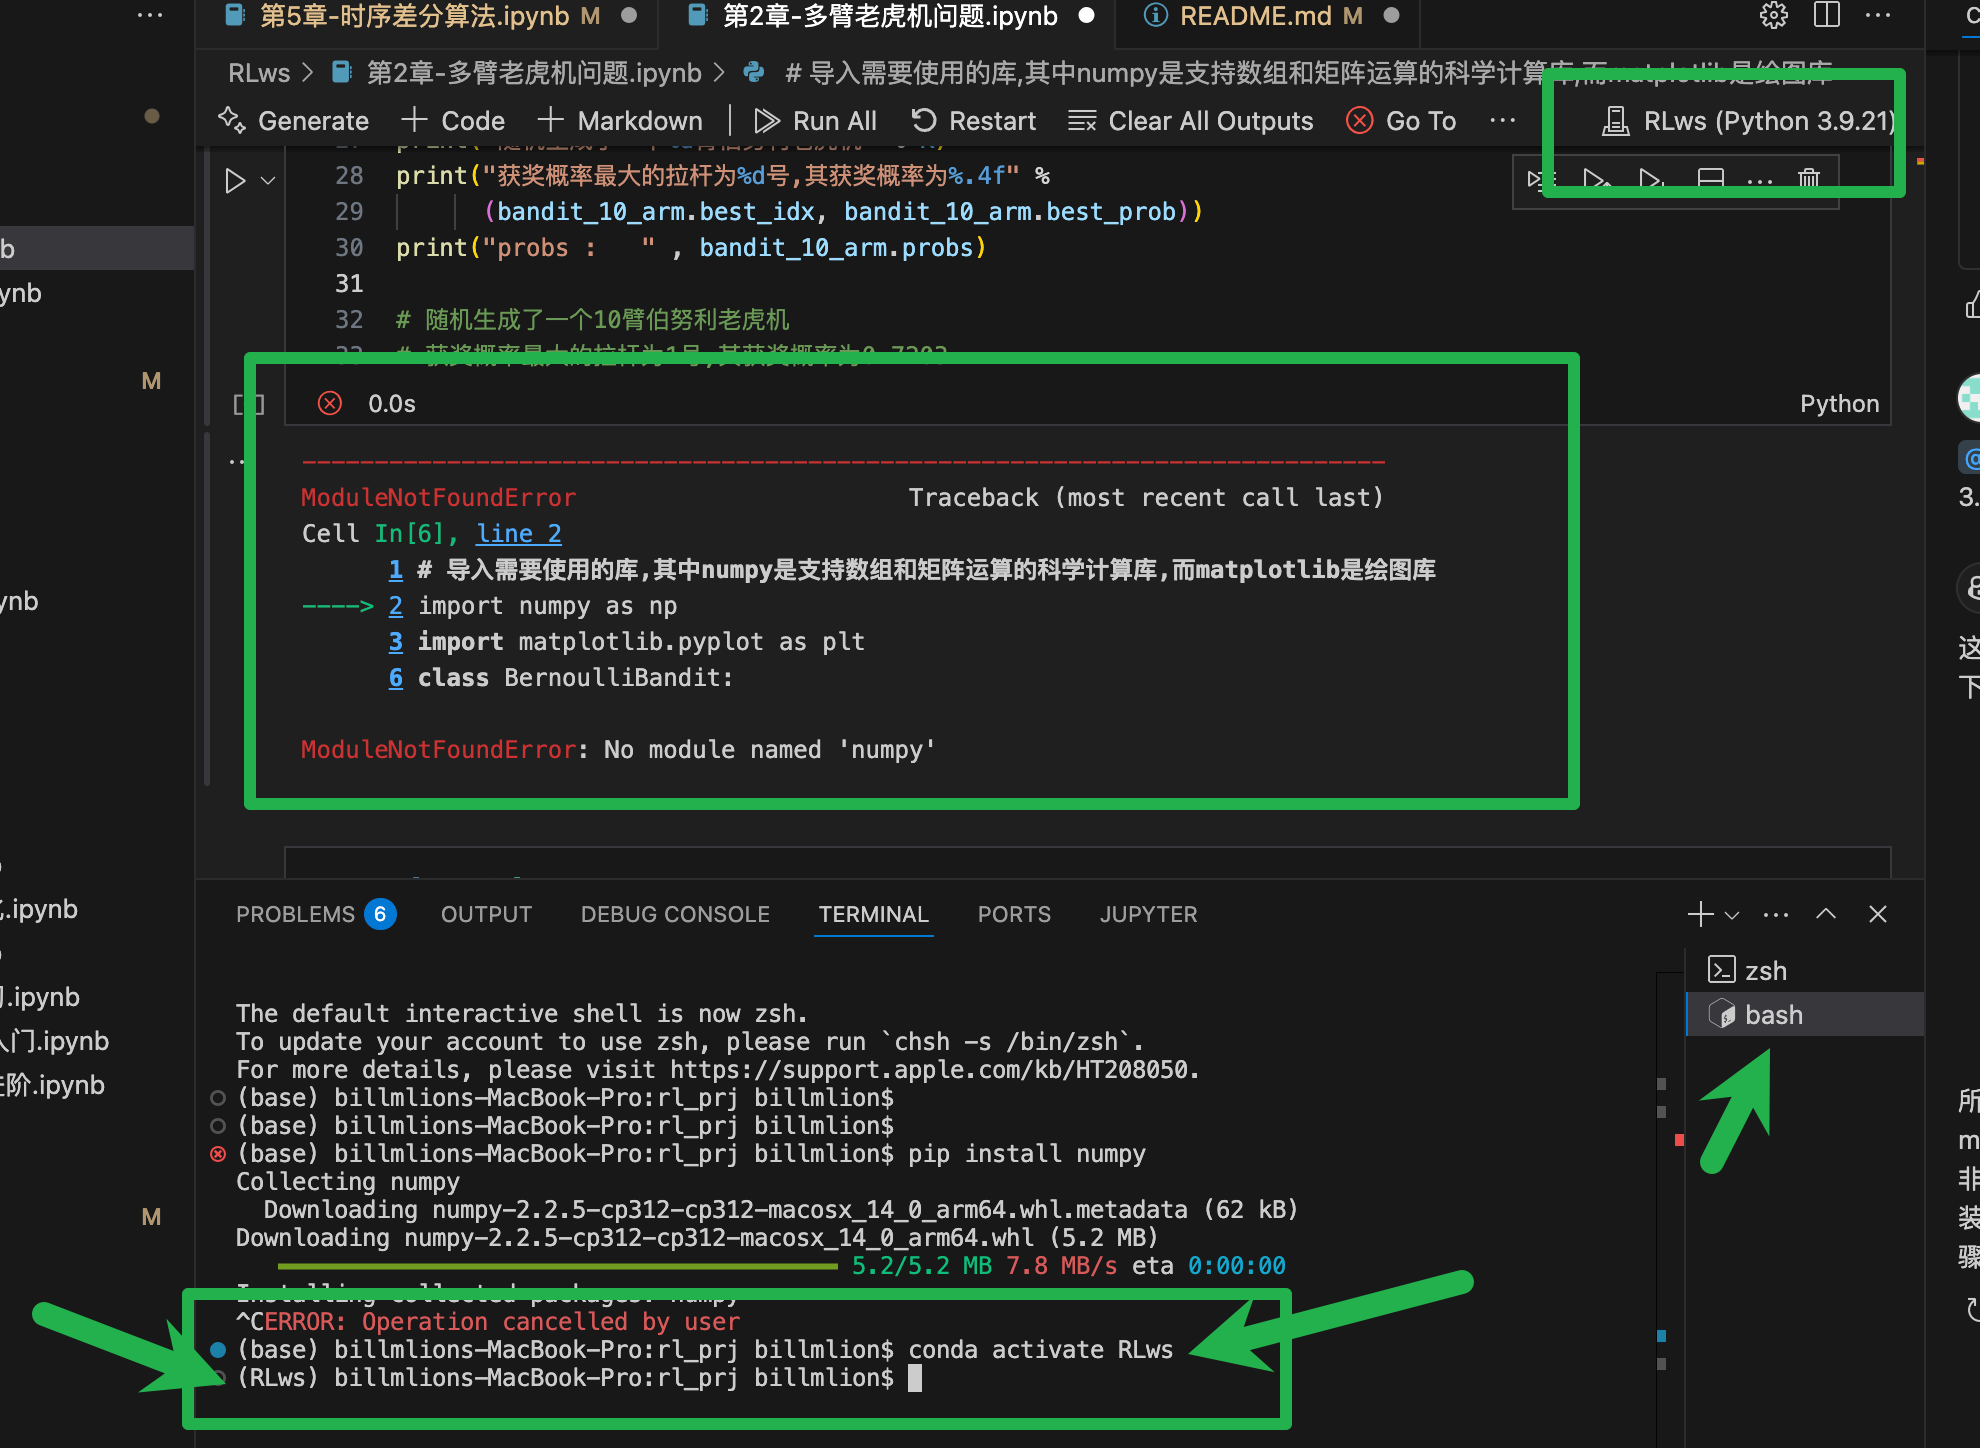 第5章-时序差分算法.ipynb M
第2章-多臂老虎机问题.ipynb
README.md M
RLws > 第2章-多臂老虎机问题.ipynb > # 导入需要使用的库,其中numpy是支持数组和矩阵运算的科学计算库,而matplotlib是绘图库
Generate + Code + Markdown Run All Restart Clear All Outputs Go To ... RLws (Python 3.9.21)
28 print("获奖概率最大的拉杆为%d号,其获奖概率为%.4f" %
29 (bandit_10_arm.best_idx, bandit_10_arm.best_prob))
30 print("probs :   " , bandit_10_arm.probs)
31
32 # 随机生成了一个10臂伯努利老虎机
b
ynb
M
ynb
.ipynb
.ipynb
入门.ipynb
进阶.ipynb
M
0.0s
Python
ModuleNotFoundError Traceback (most recent call last)
Cell In[6], line 2
1 # 导入需要使用的库,其中numpy是支持数组和矩阵运算的科学计算库,而matplotlib是绘图库
----> 2 import numpy as np
3 import matplotlib.pyplot as plt
6 class BernoulliBandit:
ModuleNotFoundError: No module named 'numpy'
PROBLEMS 6 OUTPUT DEBUG CONSOLE TERMINAL PORTS JUPYTER
zsh
bash
The default interactive shell is now zsh.
To update your account to use zsh, please run `chsh -s /bin/zsh`.
For more details, please visit https://support.apple.com/kb/HT208050.
(base) billmlions-MacBook-Pro:rl_prj billmlion$
(base) billmlions-MacBook-Pro:rl_prj billmlion$
(base) billmlions-MacBook-Pro:rl_prj billmlion$ pip install numpy
Collecting numpy
Downloading numpy-2.2.5-cp312-cp312-macosx_14_0_arm64.whl.metadata (62 kB)
Downloading numpy-2.2.5-cp312-cp312-macosx_14_0_arm64.whl (5.2 MB)
5.2/5.2 MB 7.8 MB/s eta 0:00:00
Installing collected packages: numpy
^CERROR: Operation cancelled by user
(base) billmlions-MacBook-Pro:rl_prj billmlion$ conda activate RLws
(RLws) billmlions-MacBook-Pro:rl_prj billmlion$
@
3.
这
下
所
m
非
装
骤